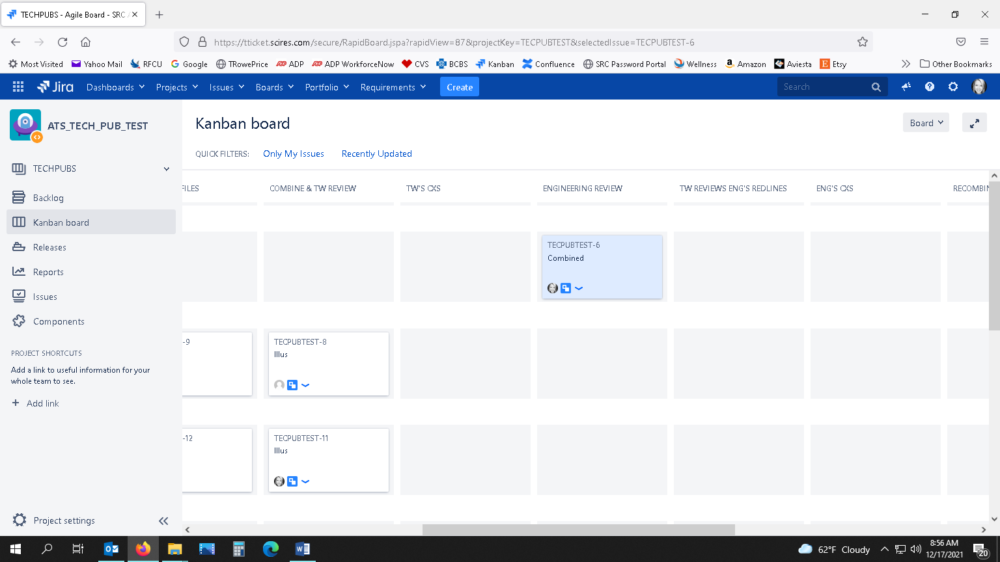 TECHPUBS - Agile Board - SRC /
https://tticket.scires.com/secure/RapidBoard.jspa?rapidView=87&projectKey=TECPUBTEST&selectedIssue=TECPUBTEST-6
Most Visited Yahoo Mail RFCU Google TRowePrice ADP ADP WorkforceNow CVS BCBS Kanban Confluence SRC Password Portal Wellness Amazon Aviesta Etsy Other Bookmarks
Jira Dashboards Projects Issues Boards Portfolio Requirements Create Search
ATS_TECH_PUB_TEST
TECHPUBS
Backlog
Kanban board
Releases
Reports
Issues
Components
PROJECT SHORTCUTS
Add a link to useful information for your
whole team to see.
+ Add link
Project settings
Kanban board
Board
QUICK FILTERS: Only My Issues Recently Updated
FILES COMBINE & TW REVIEW TW'S CXS ENGINEERING REVIEW TW REVIEWS ENG'S REDLINES ENG'S CXS RECOMBIN
TECPUBTEST-6
Combined
-9 TECPUBTEST-8
Illus
-12 TECPUBTEST-11
Illus
62°F Cloudy
8:56 AM
12/17/2021
20